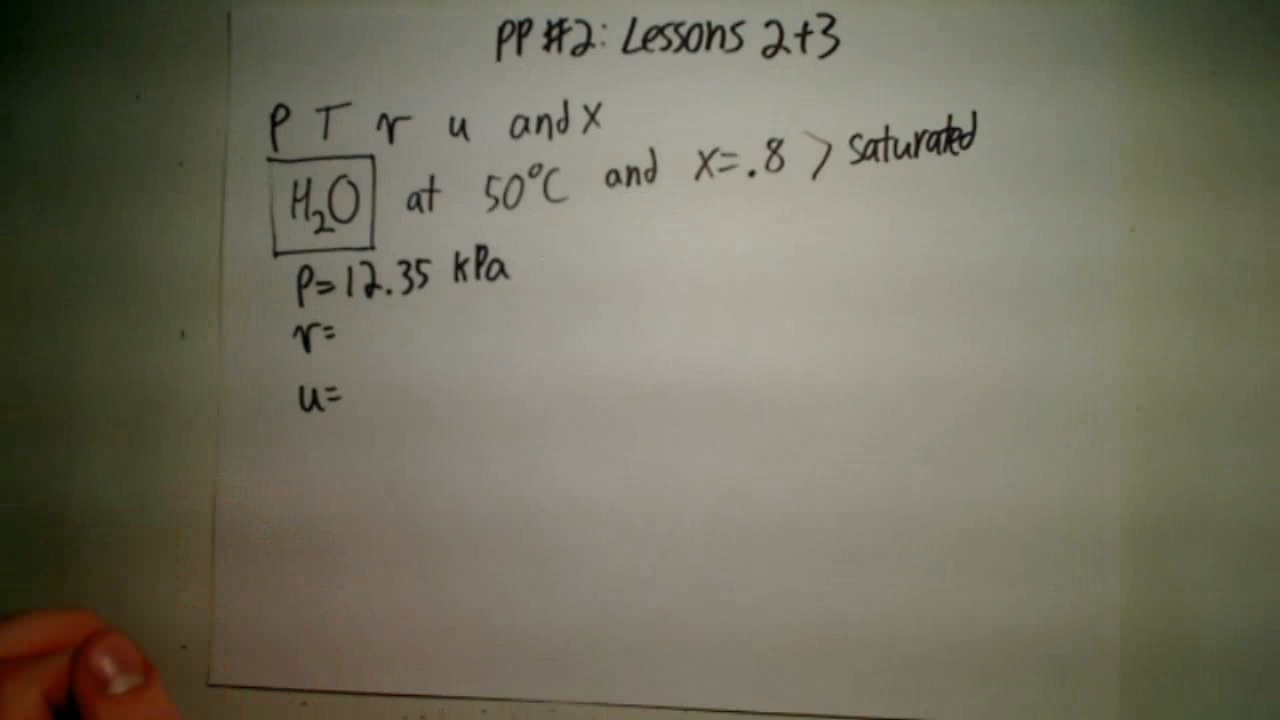 PP #2: Lessons 2+3
P T v u and x
H₂O at 50°C and x=.8 > saturated
P=12.35 kPa
v=
u=